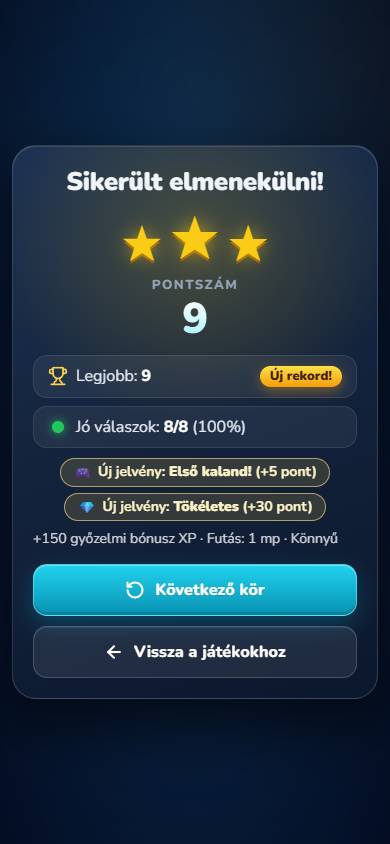 Sikerült elmenekülni!
PONTSZÁM
9
Legjobb: 9 Új rekord!
Jó válaszok: 8/8 (100%)
Új jelvény: Első kaland! (+5 pont)
Új jelvény: Tökéletes (+30 pont)
+150 győzelmi bónusz XP · Futás: 1 mp · Könnyű
Következő kör
Vissza a játékokhoz